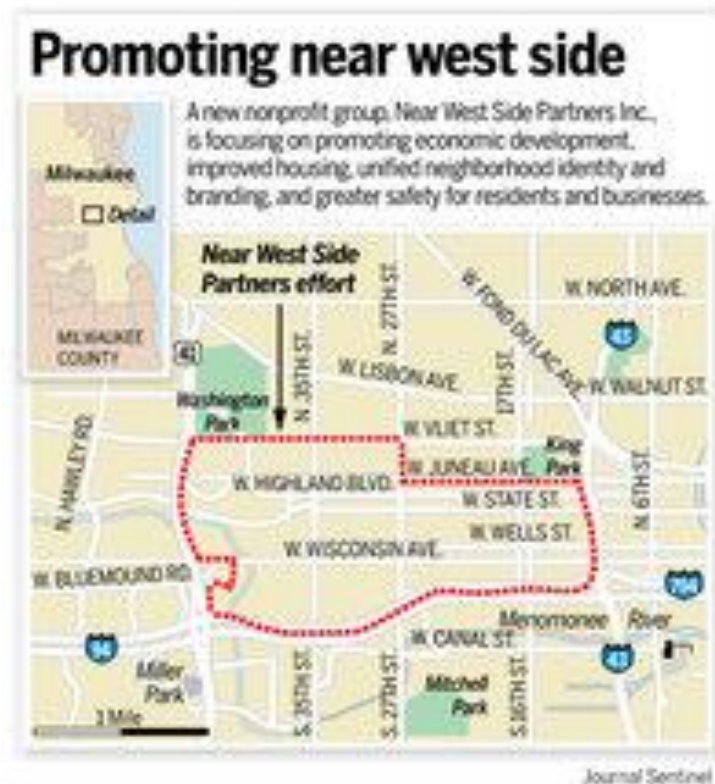 Promoting near west side
A new nonprofit group, Near West Side Partners Inc.,
is focusing on promoting economic development,
improved housing, unified neighborhood identity and
branding, and greater safety for residents and businesses.
Milwaukee
Detail
MILWAUKEE
COUNTY
Near West Side
Partners effort
41
N. 35TH ST.
N. 27TH ST.
W. FOND DU LAC AVE.
W. NORTH AVE.
43
W. LISBON AVE.
17TH ST.
W. WALNUT ST.
Washington
Park
N. HAWLEY RD.
W. VLIET ST.
King
Park
W. JUNEAU AVE.
W. HIGHLAND BLVD.
W. STATE ST.
N. 6TH ST.
W. WELLS ST.
W. WISCONSIN AVE.
W. BLUEMOUND RD.
794
Menomonee River
W. CANAL ST.
94
43
Miller
Park
S. 35TH ST.
S. 27TH ST.
Mitchell
Park
S. 16TH ST.
1 Mile
Journal Sentinel